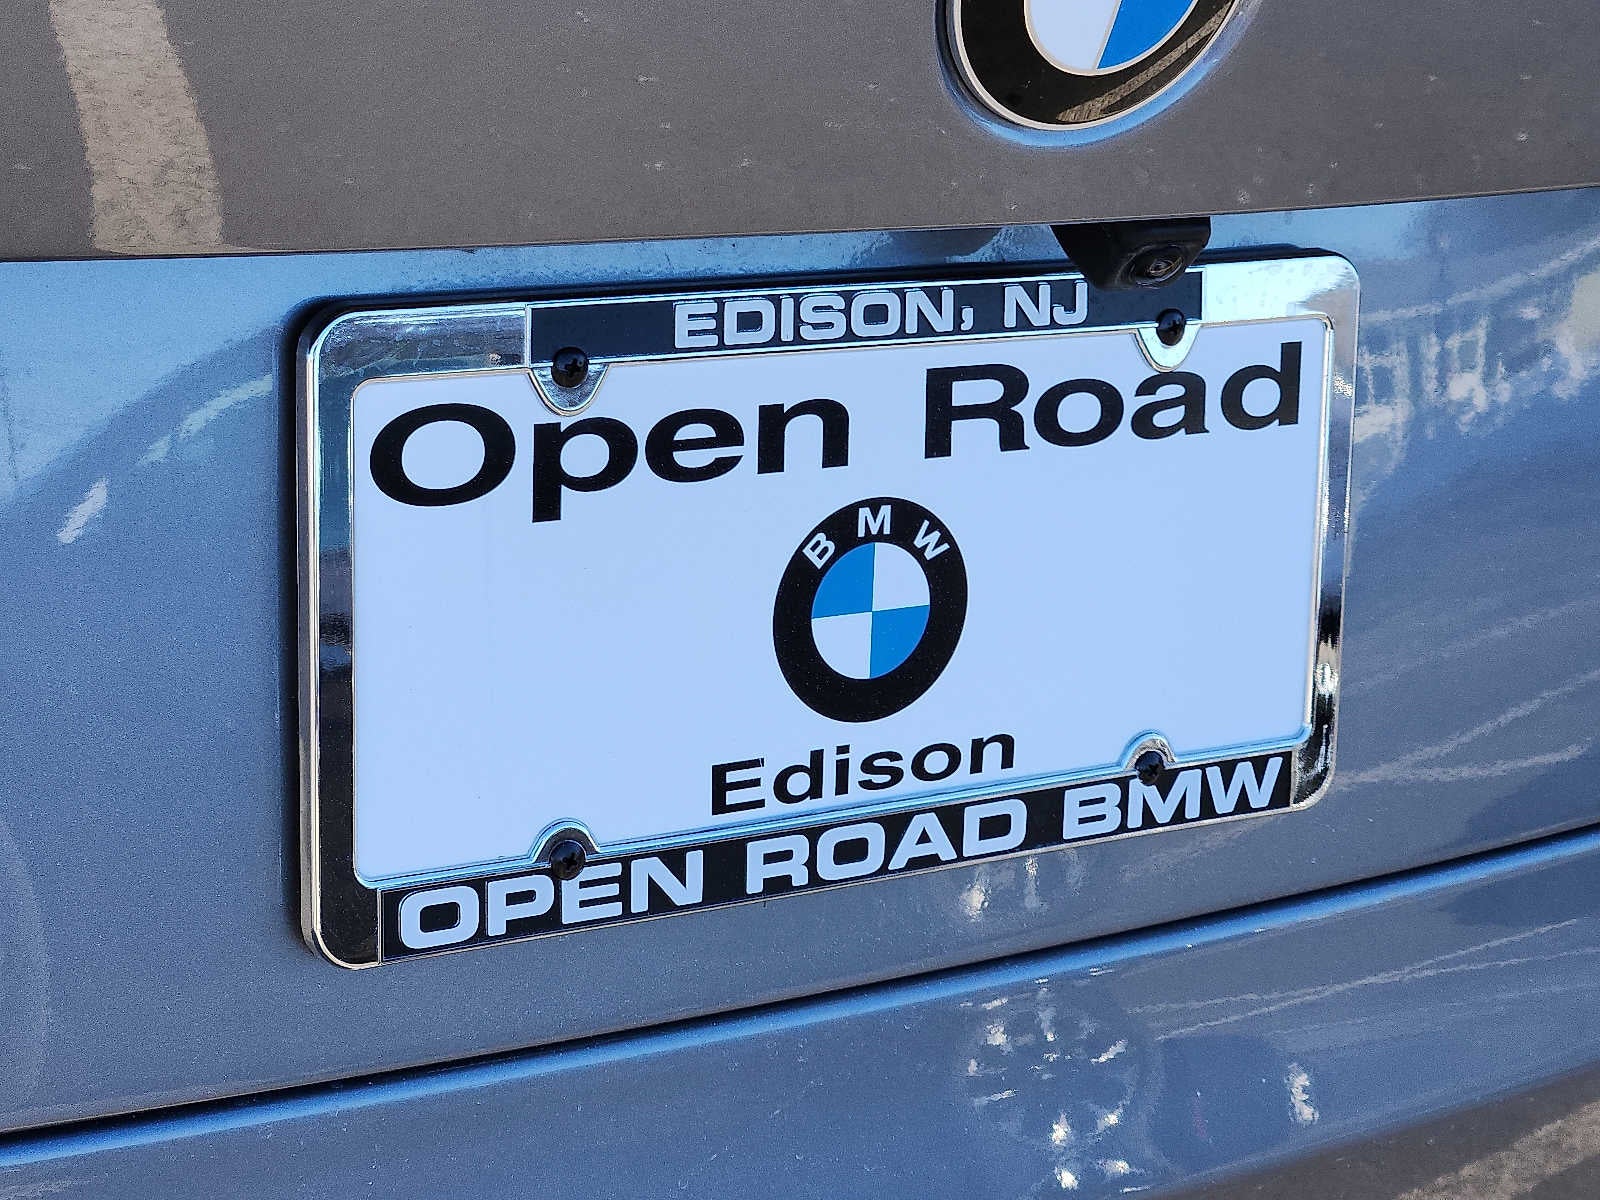 EDISON, NJ
Open Road
BMW
Edison
OPEN ROAD BMW